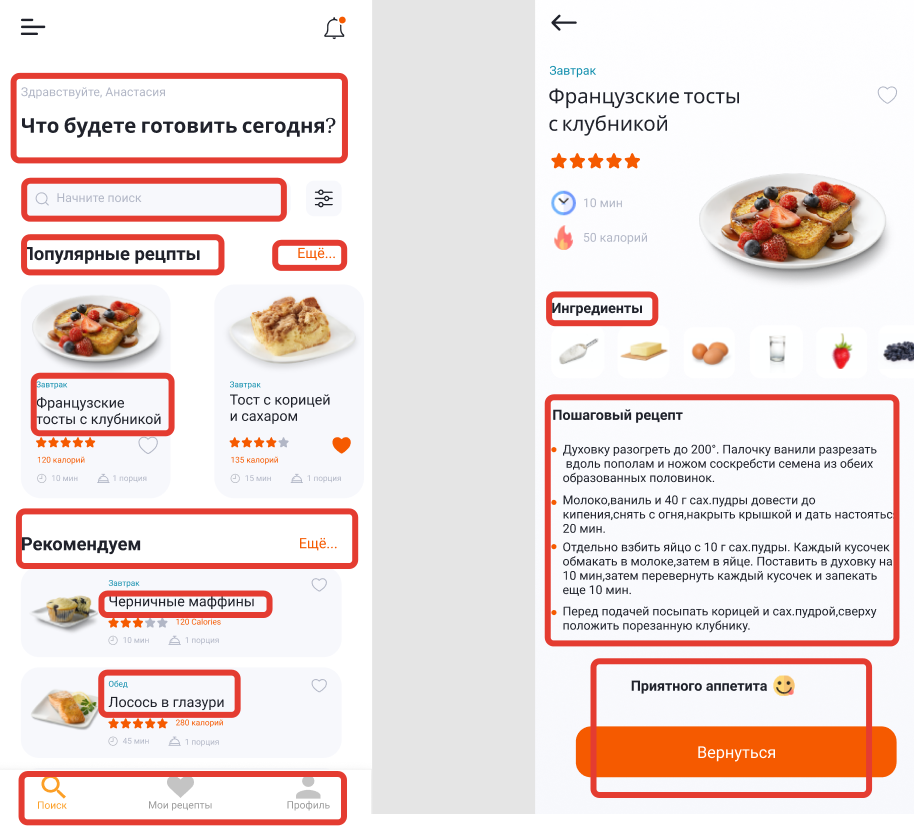 Здравствуйте, Анастасия
Что будете готовить сегодня?
Начните поиск
Популярные рецпты
Ещё...
Завтрак
Французские
тосты с клубникой
120 калорий
10 мин
1 порция
Завтрак
Тост с корицей
и сахаром
135 калорий
15 мин
1 порция
Рекомендуем
Ещё...
Завтрак
Черничные маффины
120 Calories
10 мин
1 порция
Обед
Лосось в глазури
280 калорий
45 мин
1 порция
Поиск
Мои рецепты
Профиль
Завтрак
Французские тосты
с клубникой
10 мин
50 калорий
Ингредиенты
Пошаговый рецепт
Духовку разогреть до 200°. Палочку ванили разрезать
вдоль пополам и ножом соскребсти семена из обеих
образованных половинок.
Молоко,ваниль и 40 г сах.пудры довести до
кипения,снять с огня,накрыть крышкой и дать настоятьс
20 мин.
Отдельно взбить яйцо с 10 г сах.пудры. Каждый кусочек
обмакать в молоке,затем в яйце. Поставить в духовку на
10 мин,затем перевернуть каждый кусочек и запекать
еще 10 мин.
Перед подачей посыпать корицей и сах.пудрой,сверху
положить порезанную клубнику.
Приятного аппетита
Вернуться